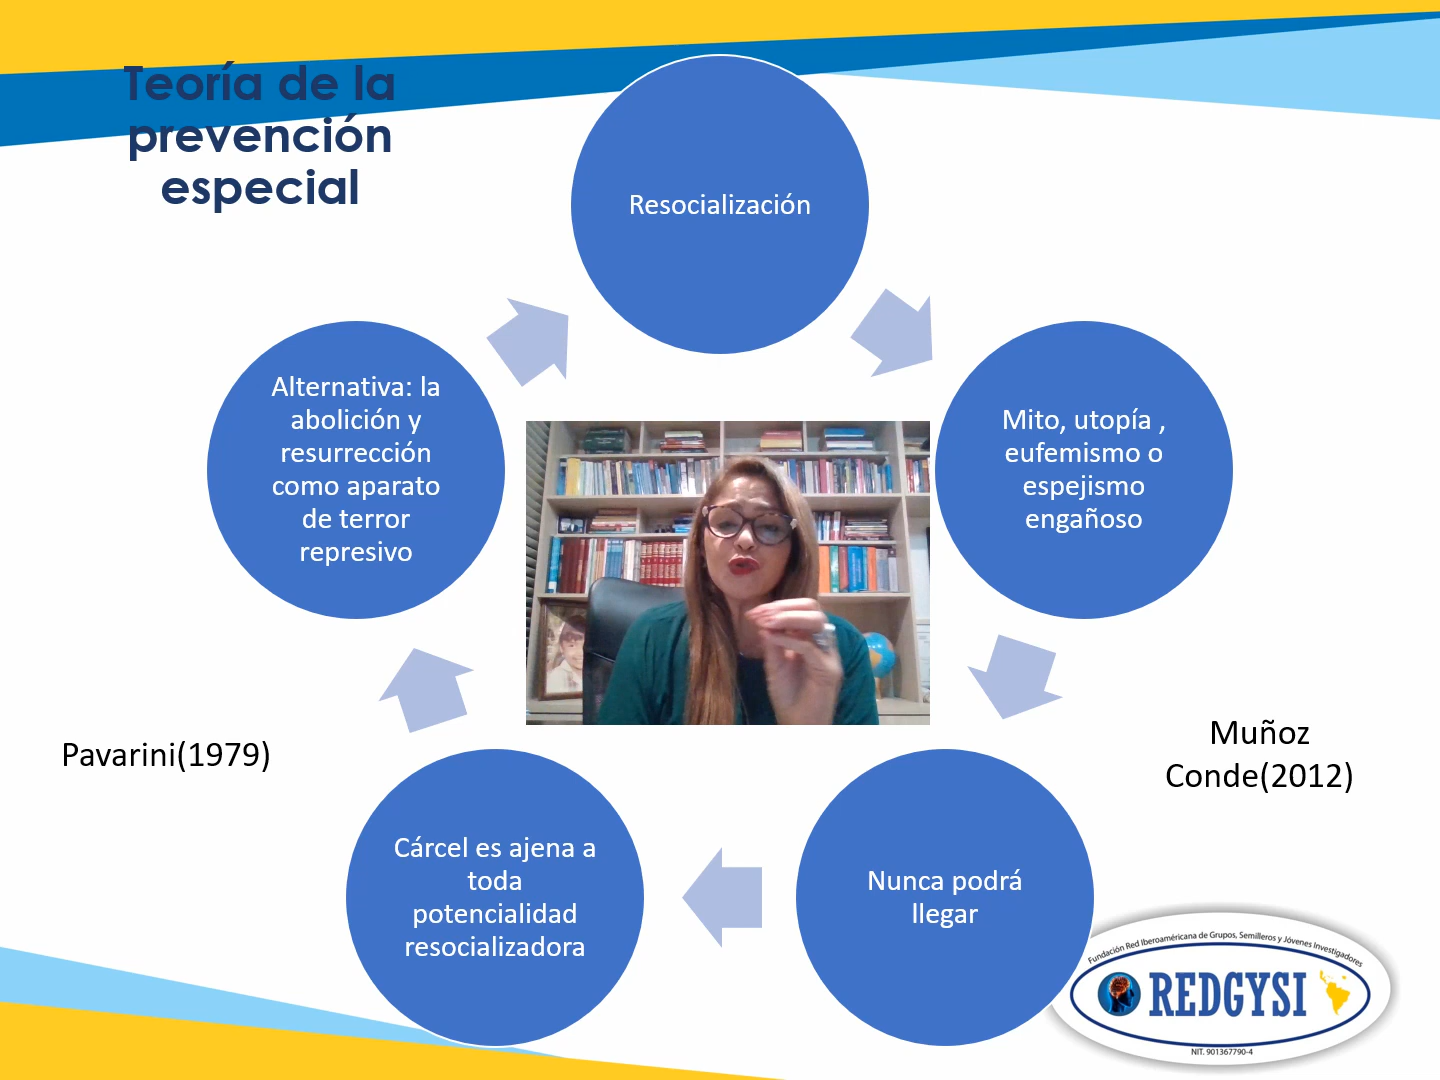 Teoría de la
prevención
especial
Resocialización
Mito, utopía ,
eufemismo o
espejismo
engañoso
Muñoz
Conde(2012)
Nunca podrá
llegar
Cárcel es ajena a
toda
potencialidad
resocializadora
Pavarini(1979)
Alternativa: la
abolición y
resurrección
como aparato
de terror
represivo
Fundación Red Iberoaméricana de Grupos, Semilleros y Jóvenes Investigadores
REDGYSI
NIT. 901367790-4